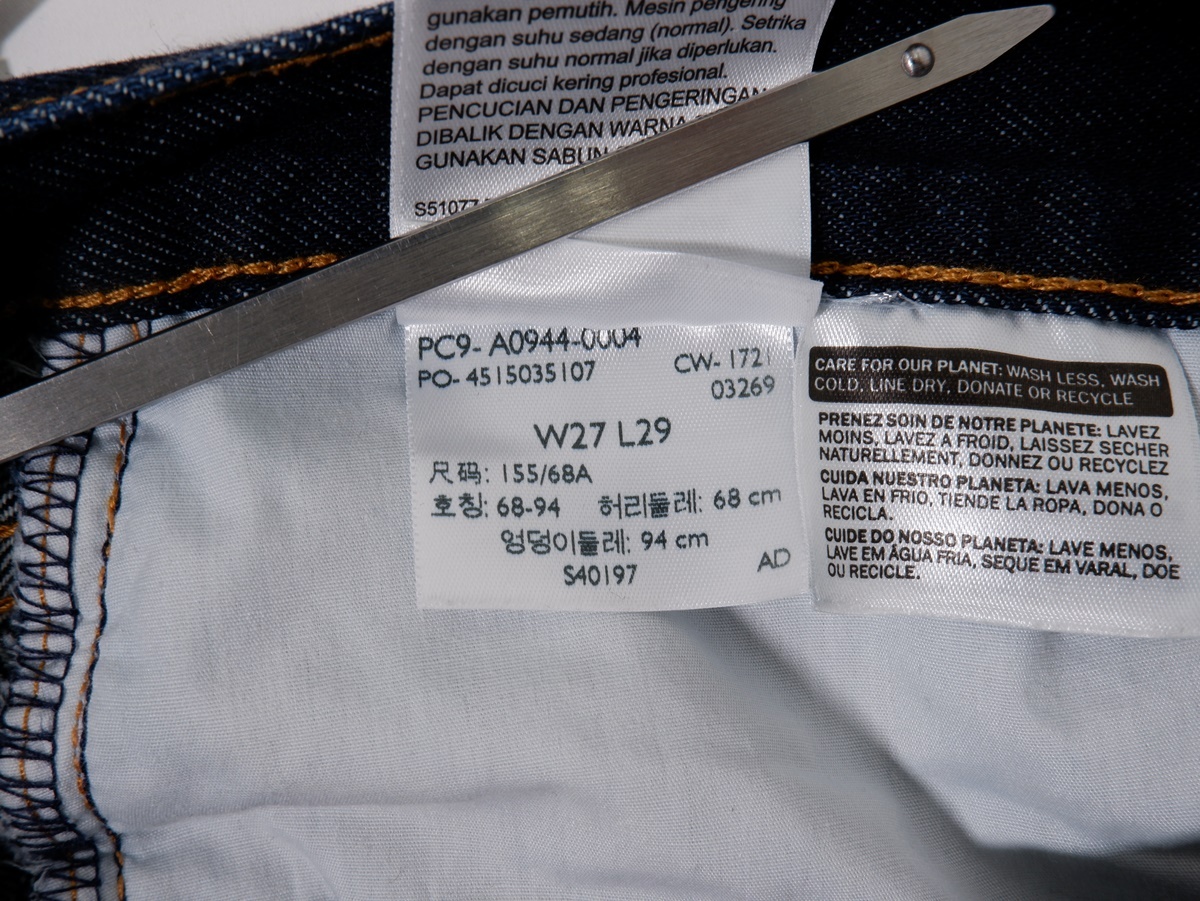 gunakan pemutih. Mesin pengering
dengan suhu sedang (normal). Setrika
dengan suhu normal jika diperlukan.
Dapat dicuci kering profesional.
PENCUCIAN DAN PENGERINGAN
DIBALIK DENGAN WARNA
GUNAKAN SABUN
S51077
PC9- A0944-0004
PO- 4515035107
CW- 1721
03269
W27 L29
尺码: 155/68A
호칭: 68-94 허리둘레: 68 cm
엉덩이둘레: 94 cm
S40197
AD
CARE FOR OUR PLANET: WASH LESS, WASH
COLD, LINE DRY, DONATE OR RECYCLE
PRENEZ SOIN DE NOTRE PLANETE: LAVEZ
MOINS, LAVEZ A FROID, LAISSEZ SECHER
NATURELLEMENT, DONNEZ OU RECYCLEZ
CUIDA NUESTRO PLANETA: LAVA MENOS,
LAVA EN FRIO, TIENDE LA ROPA, DONA O
RECICLA.
CUIDE DO NOSSO PLANETA: LAVE MENOS,
LAVE EM ÁGUA FRIA, SEQUE EM VARAL, DOE
OU RECICLE.